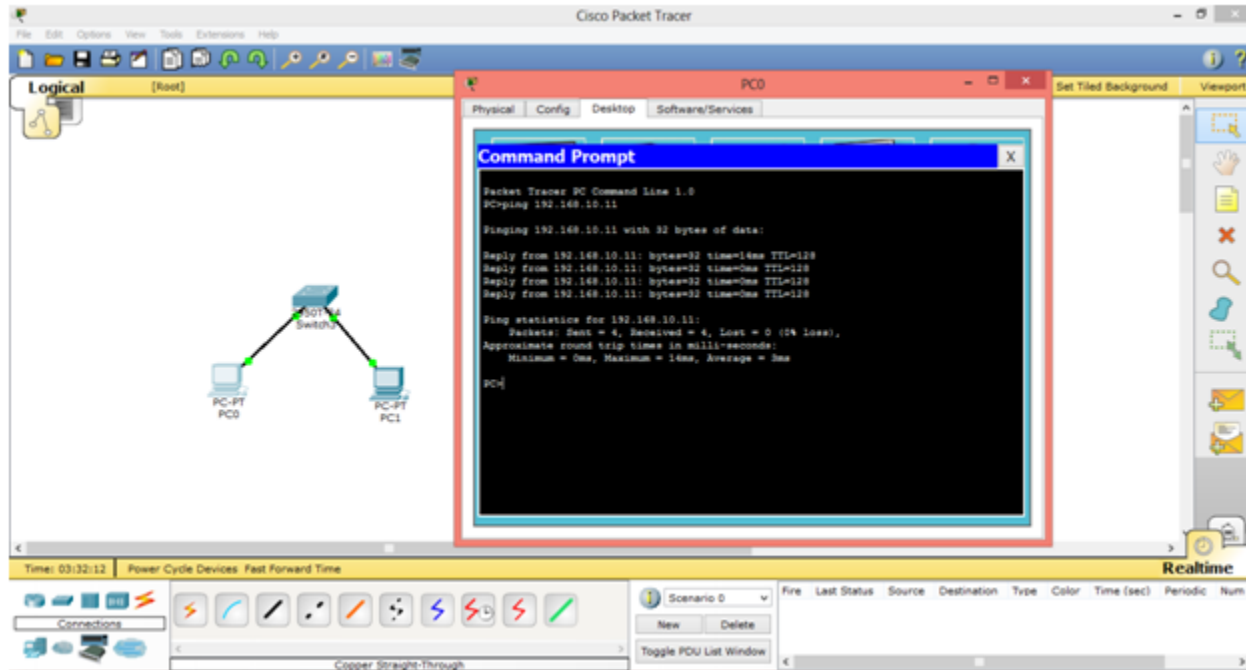 Cisco Packet Tracer
File Edit Options View Tools Extensions Help
Logical
[Root]
Set Tiled Background
Viewport
PC0
Physical Config Desktop Software/Services
Command Prompt
X
Packet Tracer PC Command Line 1.0
PC>ping 192.168.10.11
Pinging 192.168.10.11 with 32 bytes of data:
Reply from 192.168.10.11: bytes=32 time=14ms TTL=128
Reply from 192.168.10.11: bytes=32 time=0ms TTL=128
Reply from 192.168.10.11: bytes=32 time=0ms TTL=128
Reply from 192.168.10.11: bytes=32 time=0ms TTL=128
Ping statistics for 192.168.10.11:
Packets: Sent = 4, Received = 4, Lost = 0 (0% loss),
Approximate round trip times in milli-seconds:
Minimum = 0ms, Maximum = 14ms, Average = 3ms
PC>
PC-PT
PC0
PC-PT
PC1
Time: 03:32:12
Power Cycle Devices Fast Forward Time
Realtime
Connections
Copper Straight-Through
Scenario 0
New
Delete
Toggle PDU List Window
Fire Last Status Source Destination Type Color Time (sec) Periodic Num